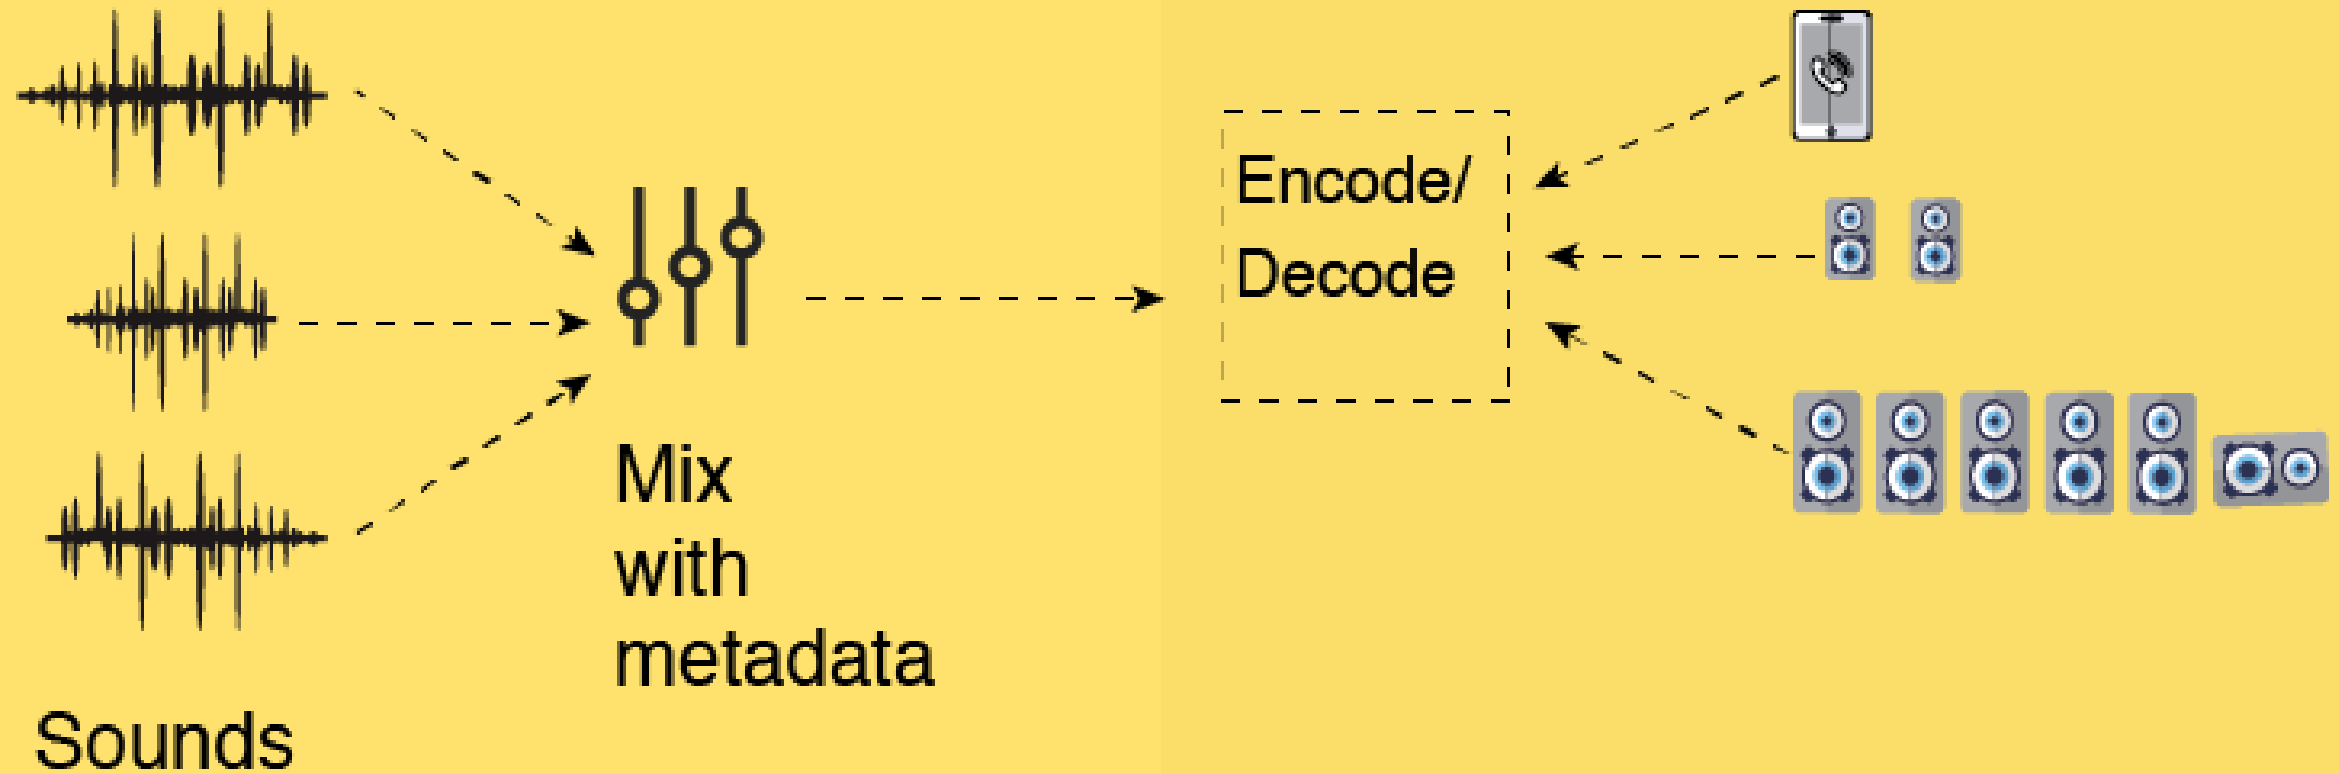 Sounds
Mix
with
metadata
Encode/
Decode